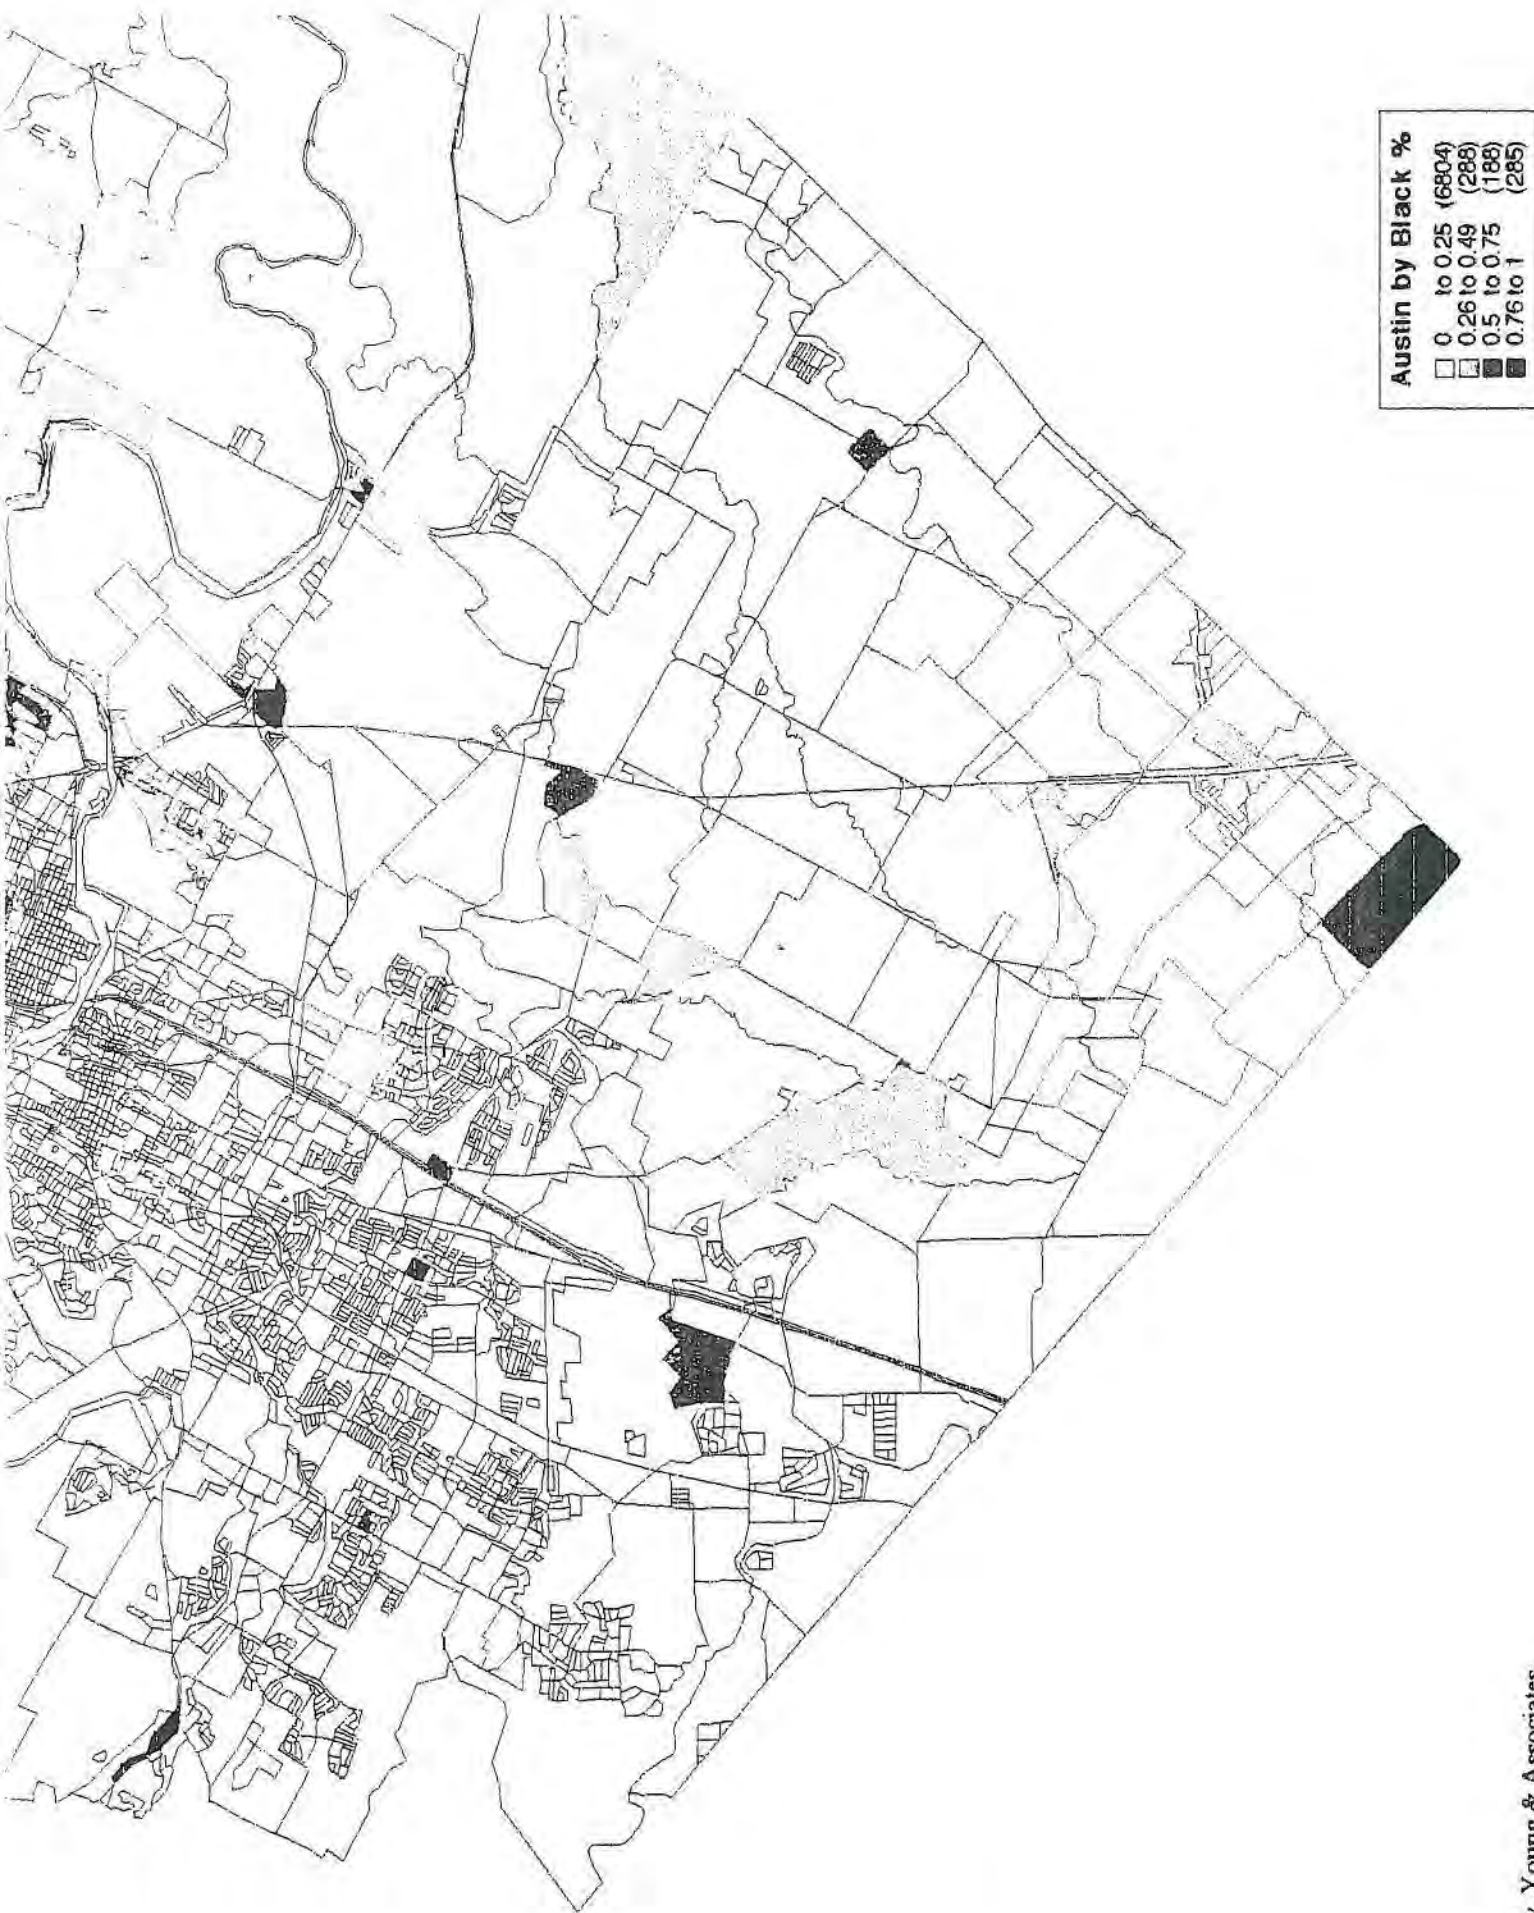 Austin by Black %
0 to 0.25 (6804)
0.26 to 0.49 (288)
0.5 to 0.75 (188)
0.76 to 1 (285)
Young & Associates